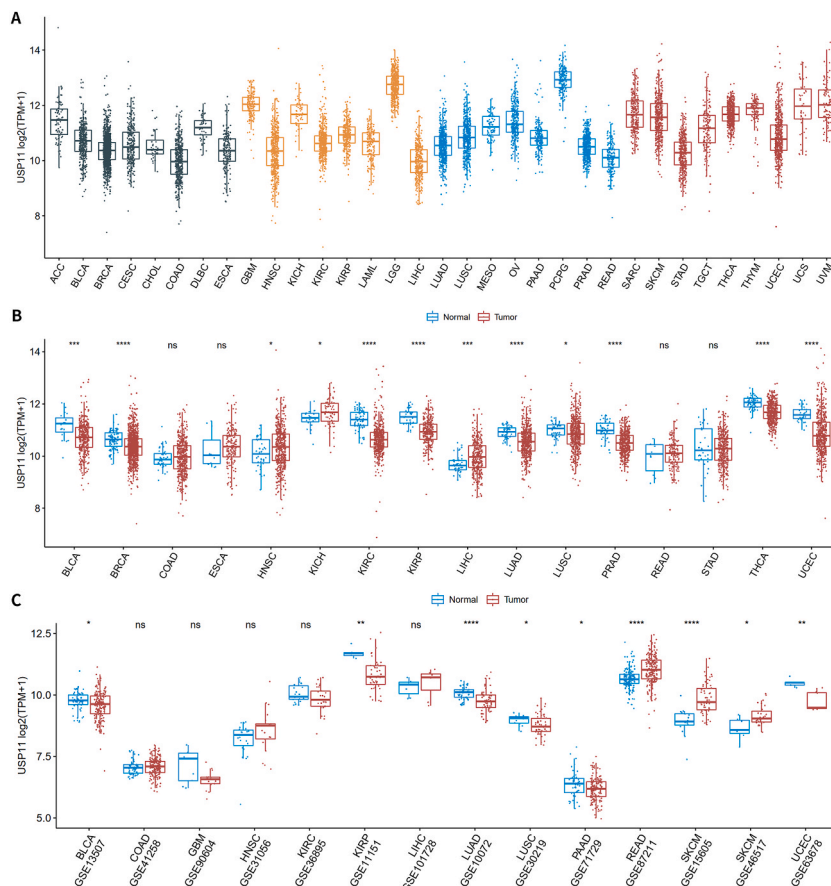 A
USP11 log2(TPM+1)
14
12
10
8
ACC BLCA BRCA CESC CHOL COAD DLBC ESCA GBM HNSC KICH KIRC KIRP LAML LGG LIHC LUAD LUSC MESO OV PAAD PCPG PRAD READ SARC SKCM STAD TGCT THCA THYM UCEC UCS UVM
B
Normal Tumor
USP11 log2(TPM+1)
*** **** ns ns * * **** **** *** **** * **** ns ns **** ****
14
12
10
8
BLCA BRCA COAD ESCA HNSC KICH KIRC KIRP LIHC LUAD LUSC PRAD READ STAD THCA UCEC
C
Normal Tumor
USP11 log2(TPM+1)
* ns ns ns ns ** ns **** * * **** **** * **
12.5
10.0
7.5
5.0
BLCA
GSE13507
COAD
GSE41258
GBM
GSE90604
HNSC
GSE31056
KIRC
GSE36895
KIRP
GSE11151
LIHC
GSE101728
LUAD
GSE10072
LUSC
GSE30219
PAAD
GSE71729
READ
GSE87211
SKCM
GSE15605
SKCM
GSE46517
UCEC
GSE63678